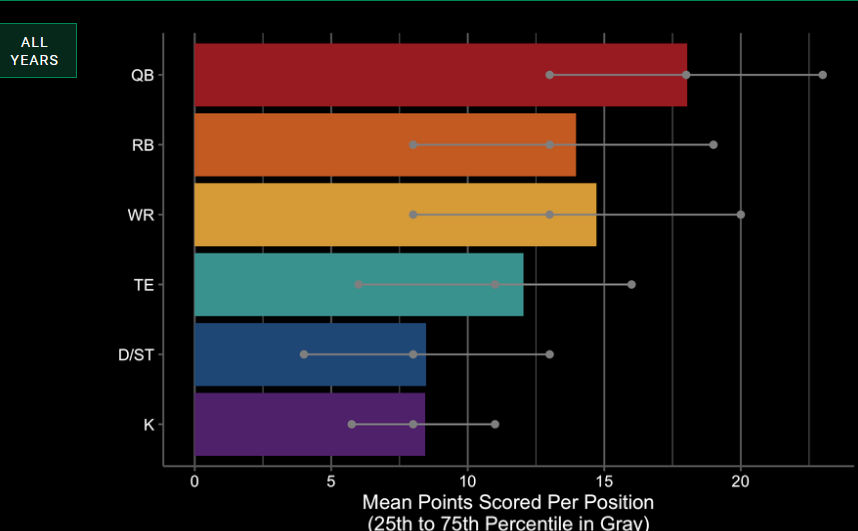 ALL
YEARS
QB
RB
WR
TE
D/ST
K
0 5 10 15 20
Mean Points Scored Per Position
(25th to 75th Percentile in Gray)